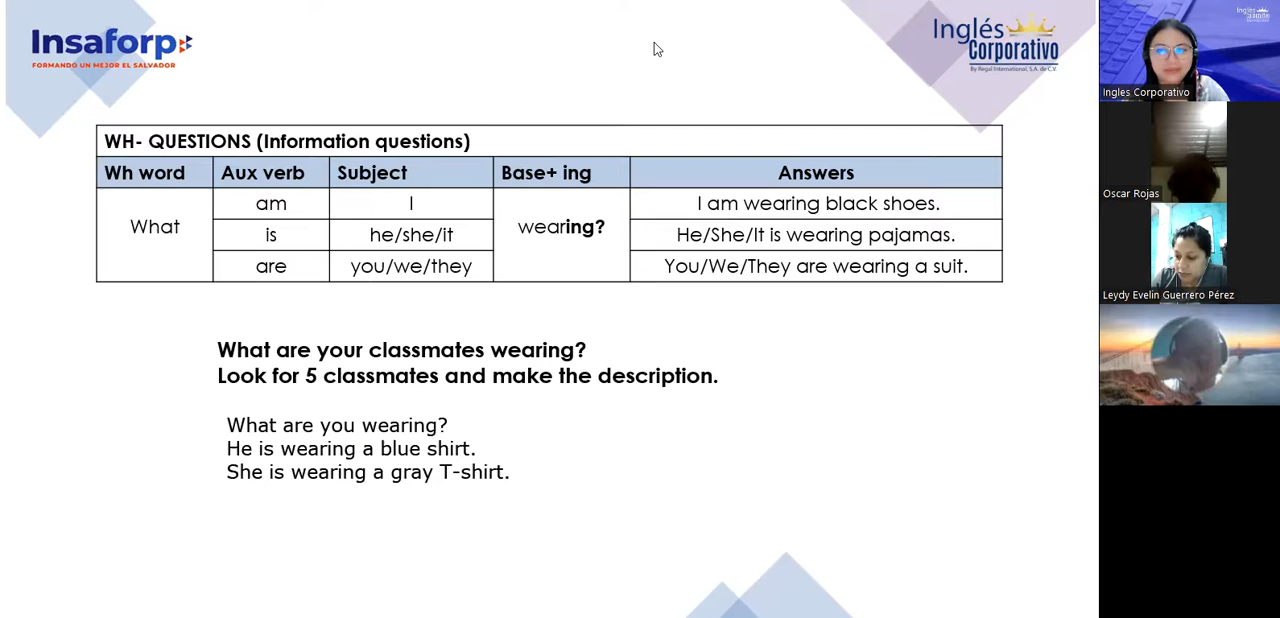 Insaforp
FORMANDO UN MEJOR EL SALVADOR
Inglés
Corporativo
By Regal International, S.A. de C.V.
WH- QUESTIONS (Information questions)
Wh word Aux verb Subject Base+ ing Answers
What
am I I am wearing black shoes.
wearing?
is he/she/it He/She/It is wearing pajamas.
are you/we/they You/We/They are wearing a suit.
What are your classmates wearing?
Look for 5 classmates and make the description.
What are you wearing?
He is wearing a blue shirt.
She is wearing a gray T-shirt.
Inglés
Ingles Corporativo
Oscar Rojas
Leydy Evelin Guerrero Pérez